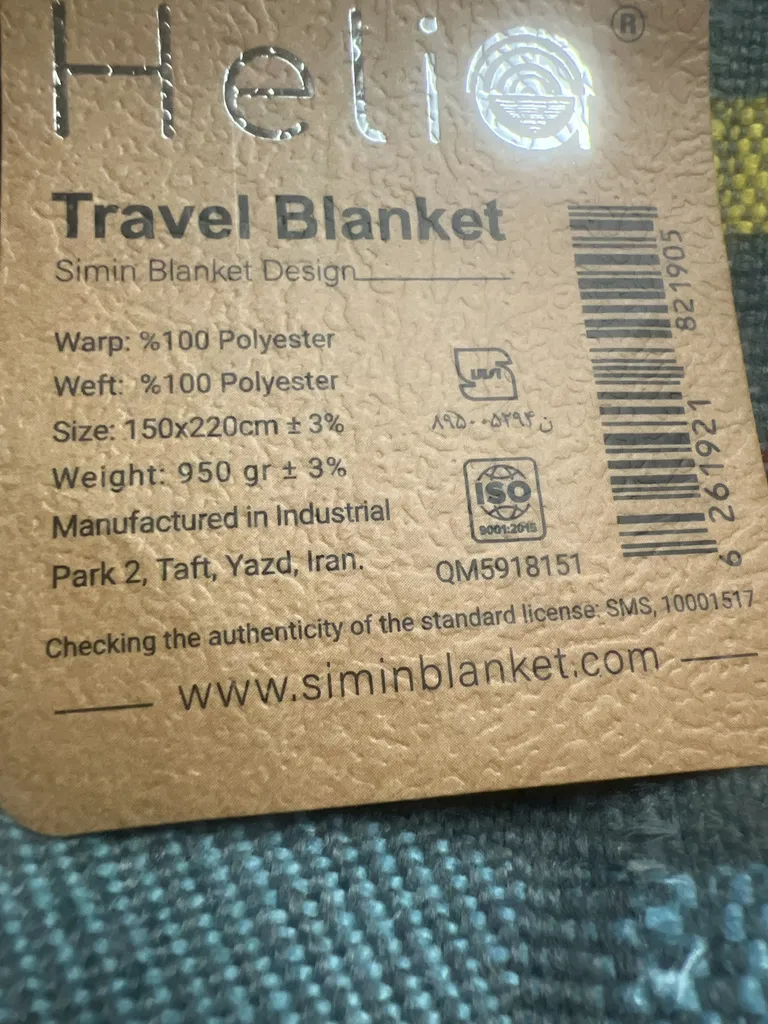 Helia ®
Travel Blanket
Simin Blanket Design
Warp: %100 Polyester
Weft: %100 Polyester
Size: 150x220cm ± 3%
Weight: 950 gr ± 3%
Manufactured in Industrial
Park 2, Taft, Yazd, Iran.
ISO
9001:2015
QM5918151
6 261921 821905
Checking the authenticity of the standard license: SMS, 10001517
www.siminblanket.com